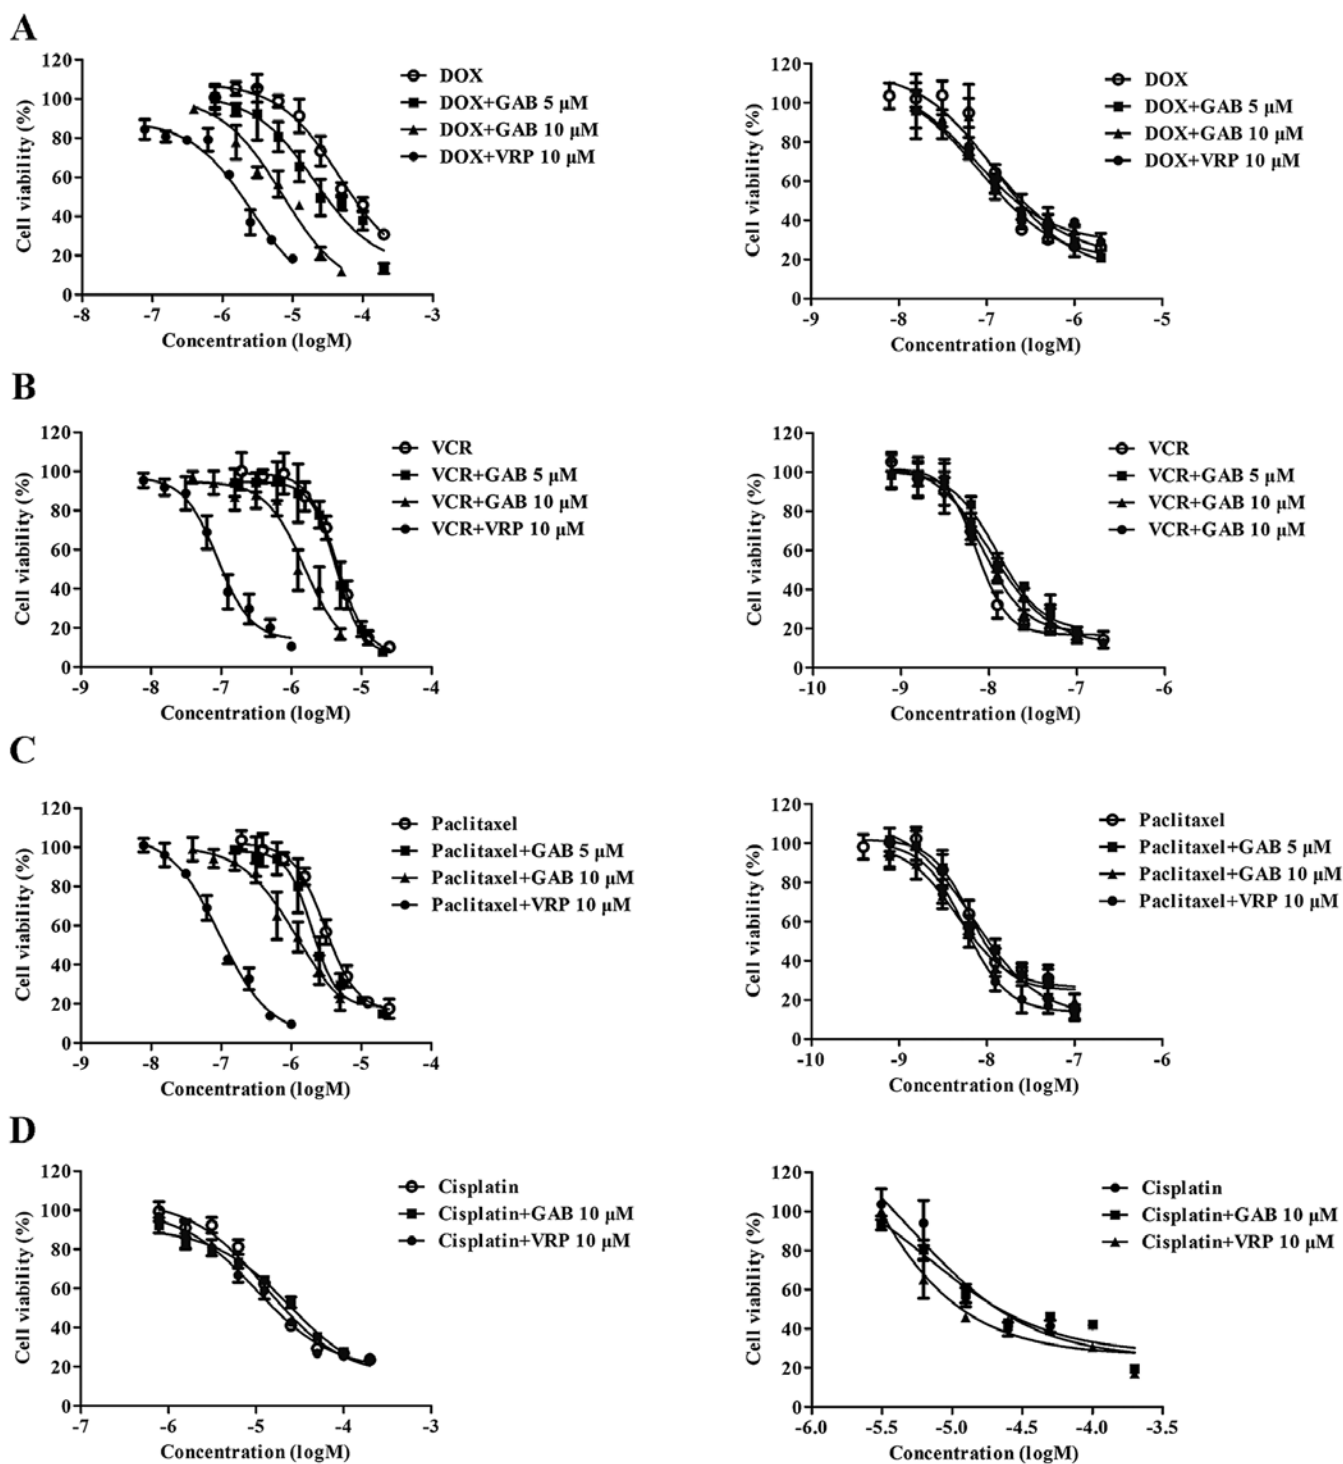 A
120
100
80
60
40
20
0
Cell viability (%)
-8 -7 -6 -5 -4 -3
Concentration (logM)
DOX
DOX+GAB 5 μM
DOX+GAB 10 μM
DOX+VRP 10 μM
120
100
80
60
40
20
0
Cell viability (%)
-9 -8 -7 -6 -5
Concentration (logM)
DOX
DOX+GAB 5 μM
DOX+GAB 10 μM
DOX+VRP 10 μM
B
120
100
80
60
40
20
0
Cell viability (%)
-9 -8 -7 -6 -5 -4
Concentration (logM)
VCR
VCR+GAB 5 μM
VCR+GAB 10 μM
VCR+VRP 10 μM
120
100
80
60
40
20
0
Cell viability (%)
-10 -9 -8 -7 -6
Concentration (logM)
VCR
VCR+GAB 5 μM
VCR+GAB 10 μM
VCR+GAB 10 μM
C
120
100
80
60
40
20
0
Cell viability (%)
-9 -8 -7 -6 -5 -4
Concentration (logM)
Paclitaxel
Paclitaxel+GAB 5 μM
Paclitaxel+GAB 10 μM
Paclitaxel+VRP 10 μM
120
100
80
60
40
20
0
Cell viability (%)
-10 -9 -8 -7 -6
Concentration (logM)
Paclitaxel
Paclitaxel+GAB 5 μM
Paclitaxel+GAB 10 μM
Paclitaxel+VRP 10 μM
D
120
100
80
60
40
20
0
Cell viability (%)
-7 -6 -5 -4 -3
Concentration (logM)
Cisplatin
Cisplatin+GAB 10 μM
Cisplatin+VRP 10 μM
120
100
80
60
40
20
0
Cell viability (%)
-6.0 -5.5 -5.0 -4.5 -4.0 -3.5
Concentration (logM)
Cisplatin
Cisplatin+GAB 10 μM
Cisplatin+VRP 10 μM